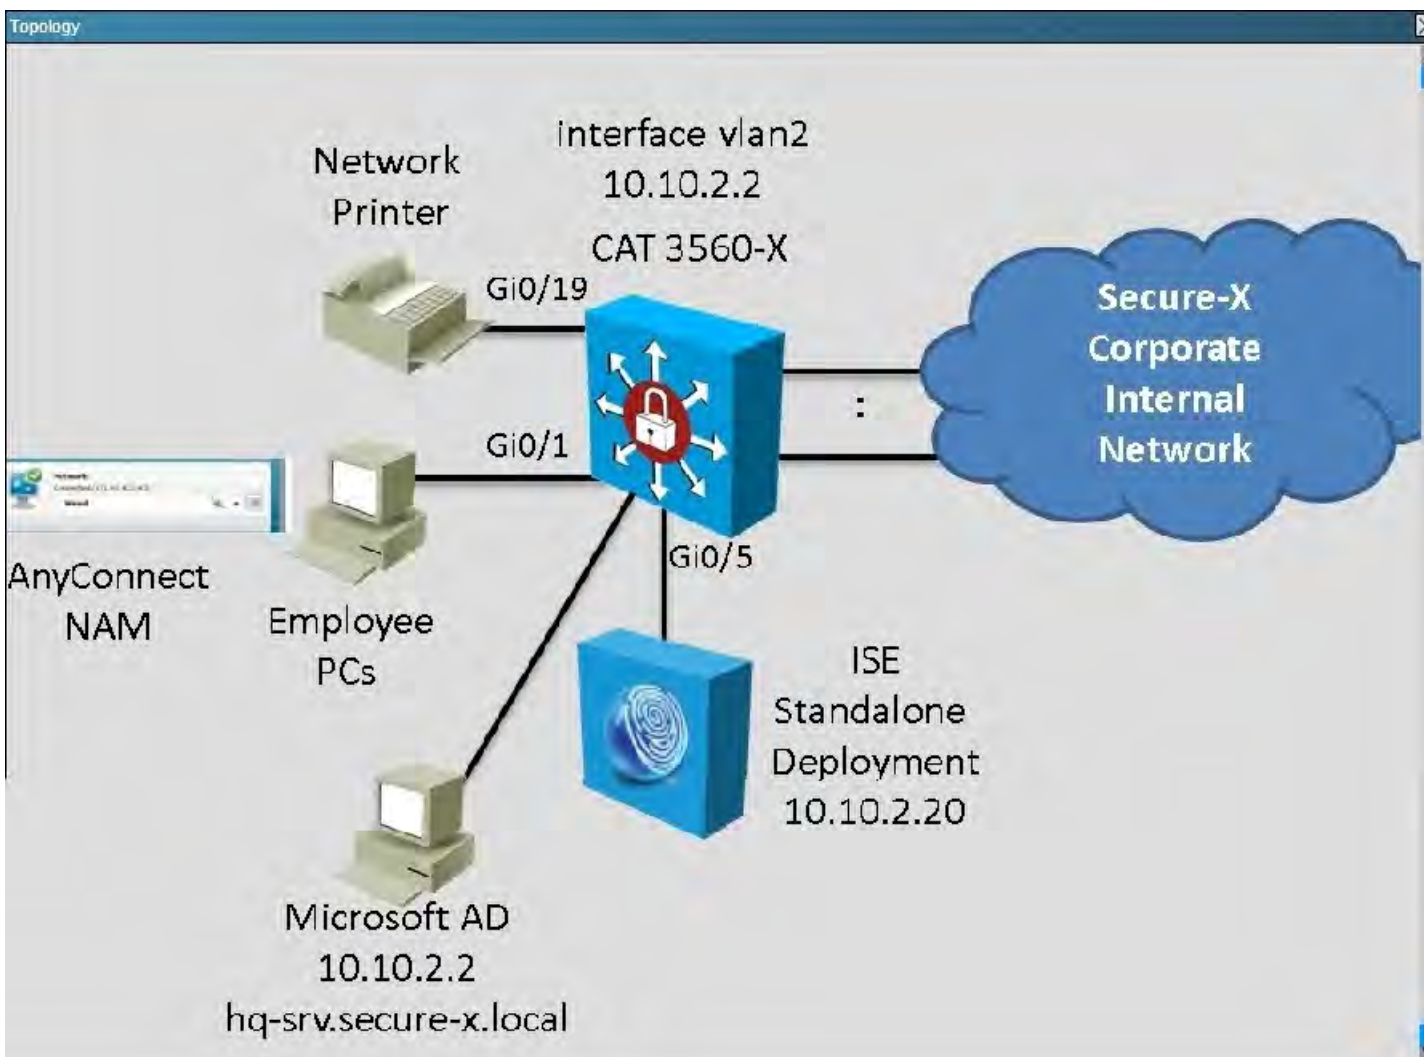 Topology
Network
Printer
interface vlan2
10.10.2.2
CAT 3560-X
Gi0/19
Secure-X
Corporate
Internal
Network
:
Gi0/1
AnyConnect
NAM
Employee
PCs
Gi0/5
ISE
Standalone
Deployment
10.10.2.20
Microsoft AD
10.10.2.2
hq-srv.secure-x.local